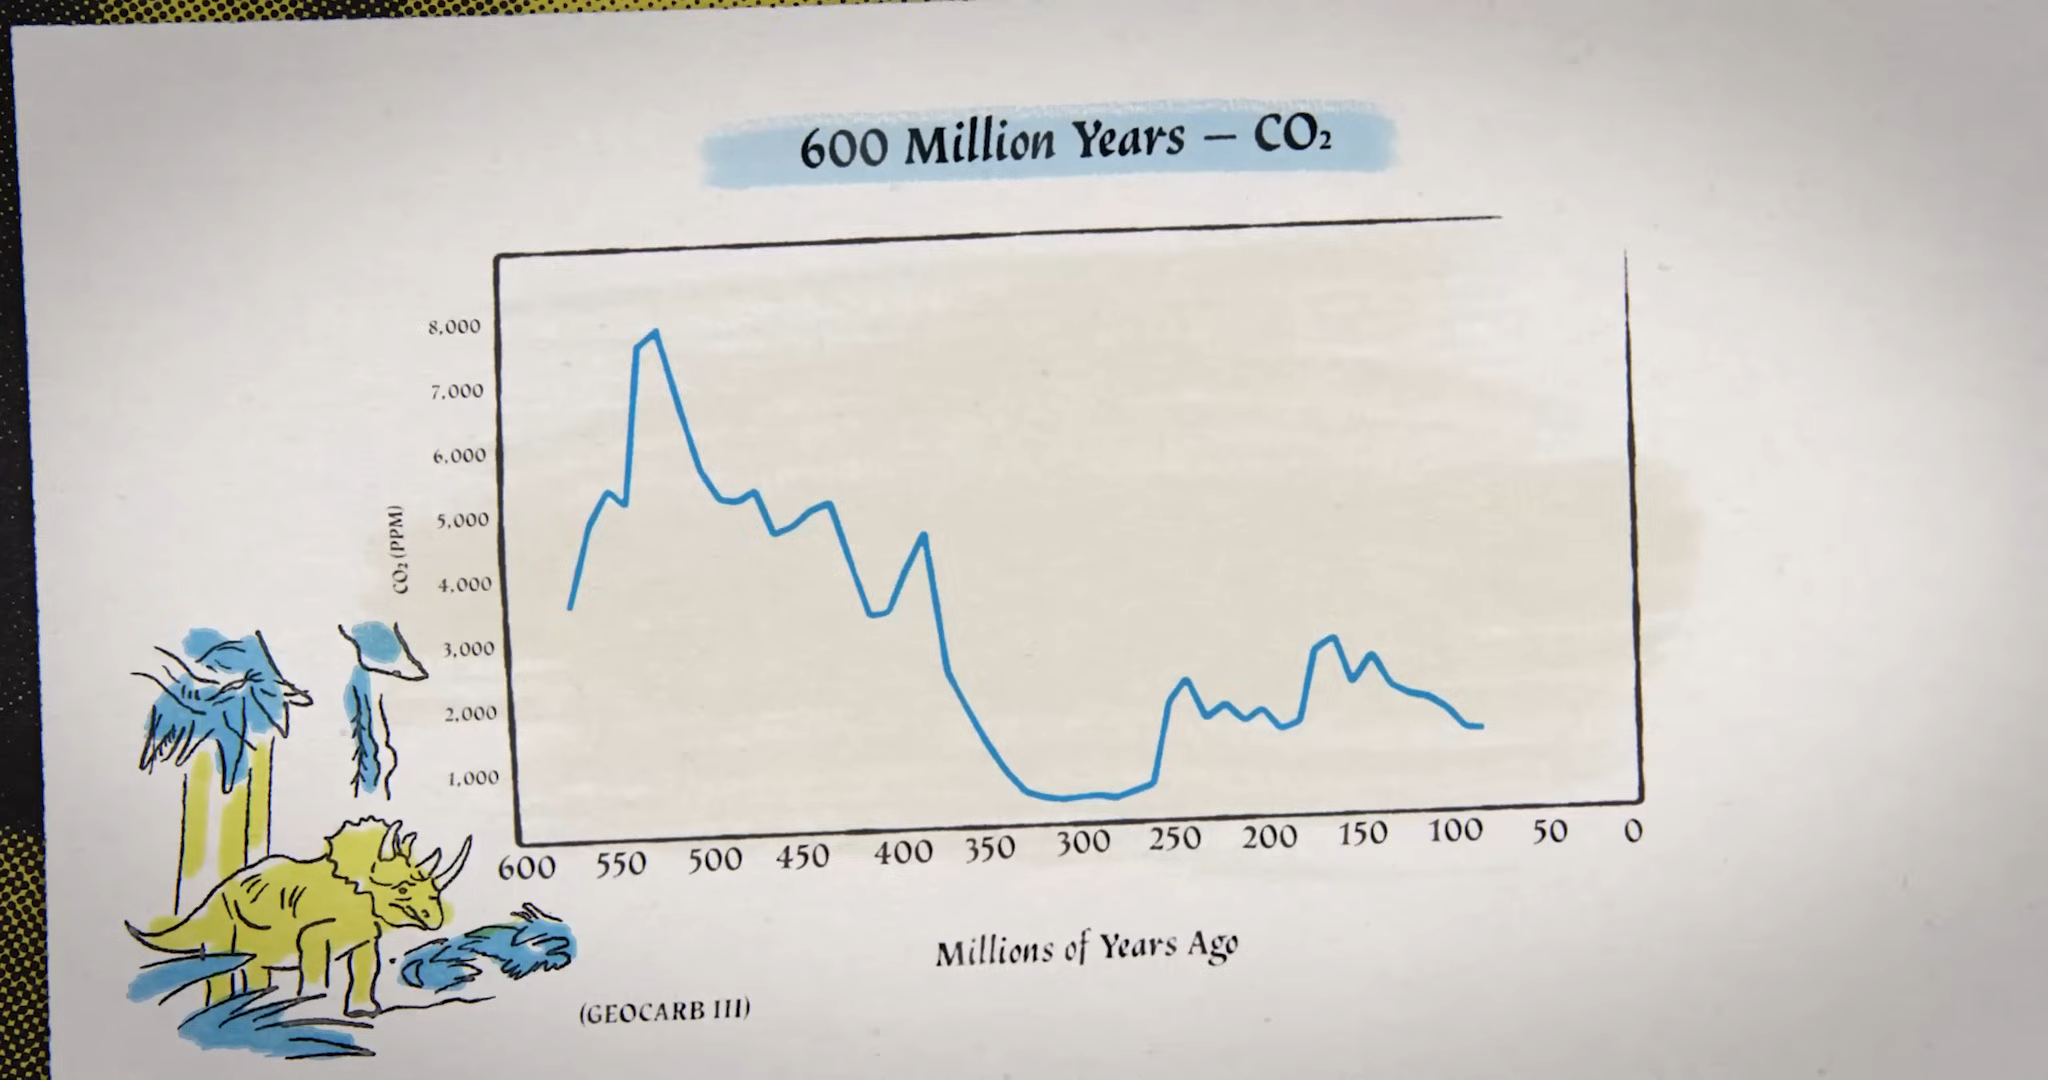 600 Million Years – CO₂
8,000
7,000
6,000
5,000
4,000
3,000
2,000
1,000
CO₂ (PPM)
600 550 500 450 400 350 300 250 200 150 100 50 0
Millions of Years Ago
(GEOCARB III)